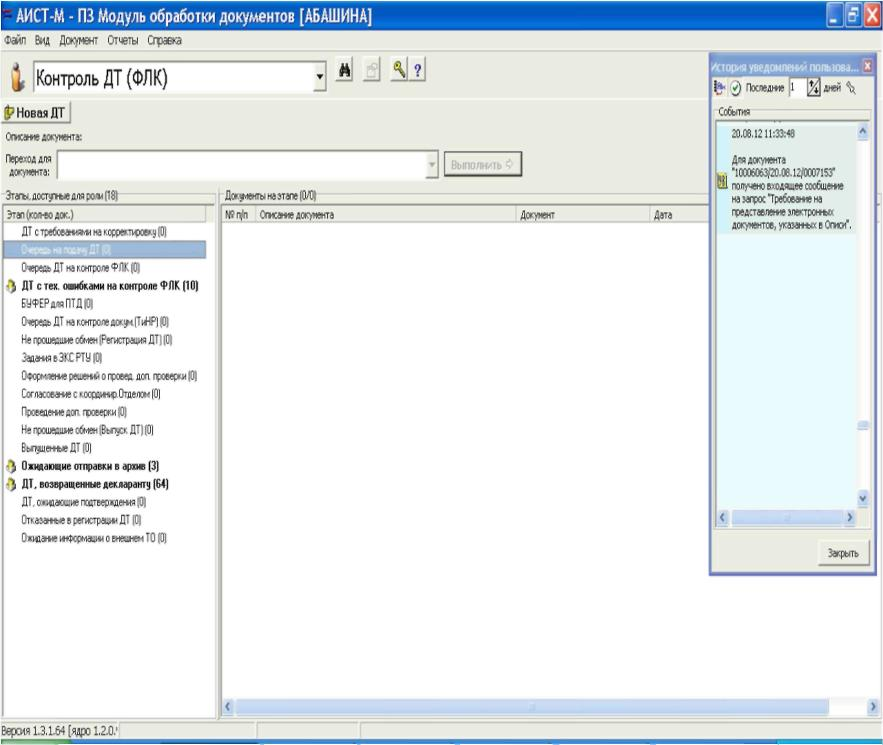 АИСТ-М - ПЗ Модуль обработки документов [АБАШИНА]
Файл Вид Документ Отчеты Справка
Контроль ДТ (ФЛК)
Новая ДТ
Описание документа:
Переход для
документа:
Выполнить
Этапы, доступные для роли (18)
Этап (кол-во док.)
ДТ с требованиями на корректировку (0)
Очередь на подачу ДТ (0)
Очередь ДТ на контроле ФЛК (0)
ДТ с тех. ошибками на контроле ФЛК (10)
БУФЕР для ПТД (0)
Очередь ДТ на контроле докум.(ТиНР) (0)
Не прошедшие обмен (Регистрация ДТ) (0)
Задания в ЭКС РТУ (0)
Оформление решений о провед. доп. проверки (0)
Согласование с координир.Отделом (0)
Проведение доп. проверки (0)
Не прошедшие обмен (Выпуск ДТ) (0)
Выпущенные ДТ (0)
Ожидающие отправки в архив (3)
ДТ, возвращенные декларанту (64)
ДТ, ожидающие подтверждения (0)
Отказанные в регистрации ДТ (0)
Ожидание информации о внешнем ТО (0)
Документы на этапе (0/0)
№ п/п Описание документа Документ Дата
История уведомлений пользова...
Последние 1 дней
События
20.08.12 11:33:48
Для документа
"10006063/20.08.12/0007153"
получено входящее сообщение
на запрос "Требование на
представление электронных
документов, указанных в Описи".
Закрыть
Версия 1.3.1.64 [ядро 1.2.0.